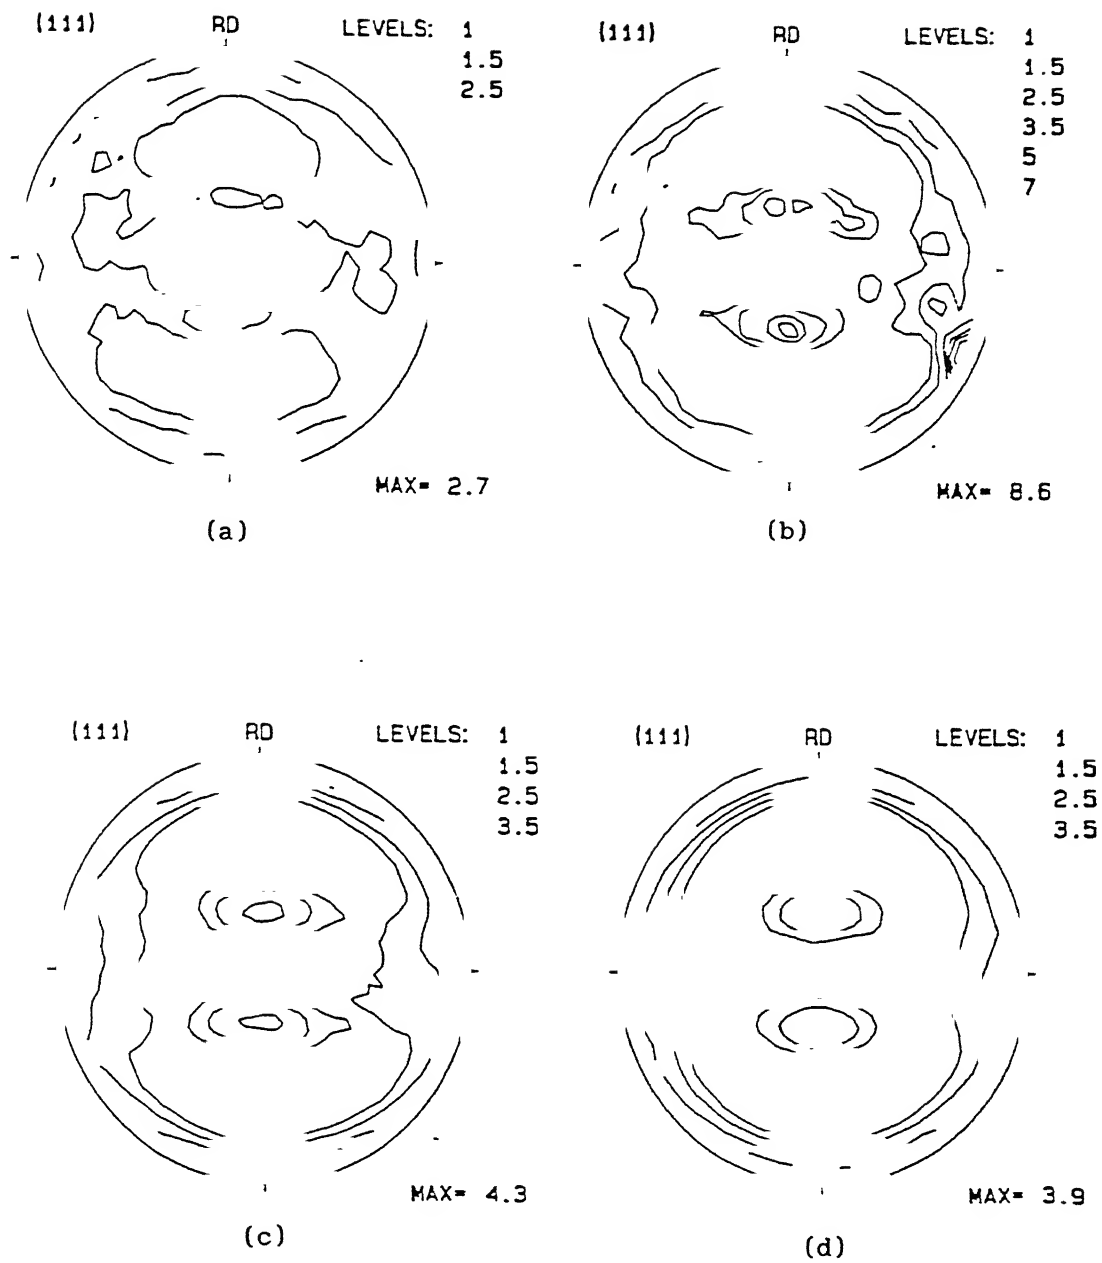 (111) RD LEVELS: 1
1.5
2.5
MAX= 2.7
(a)
(111) RD LEVELS: 1
1.5
2.5
3.5
5
7
MAX= 8.6
(b)
(111) RD LEVELS: 1
1.5
2.5
3.5
MAX= 4.3
(c)
(111) RD LEVELS: 1
1.5
2.5
3.5
MAX= 3.9
(d)